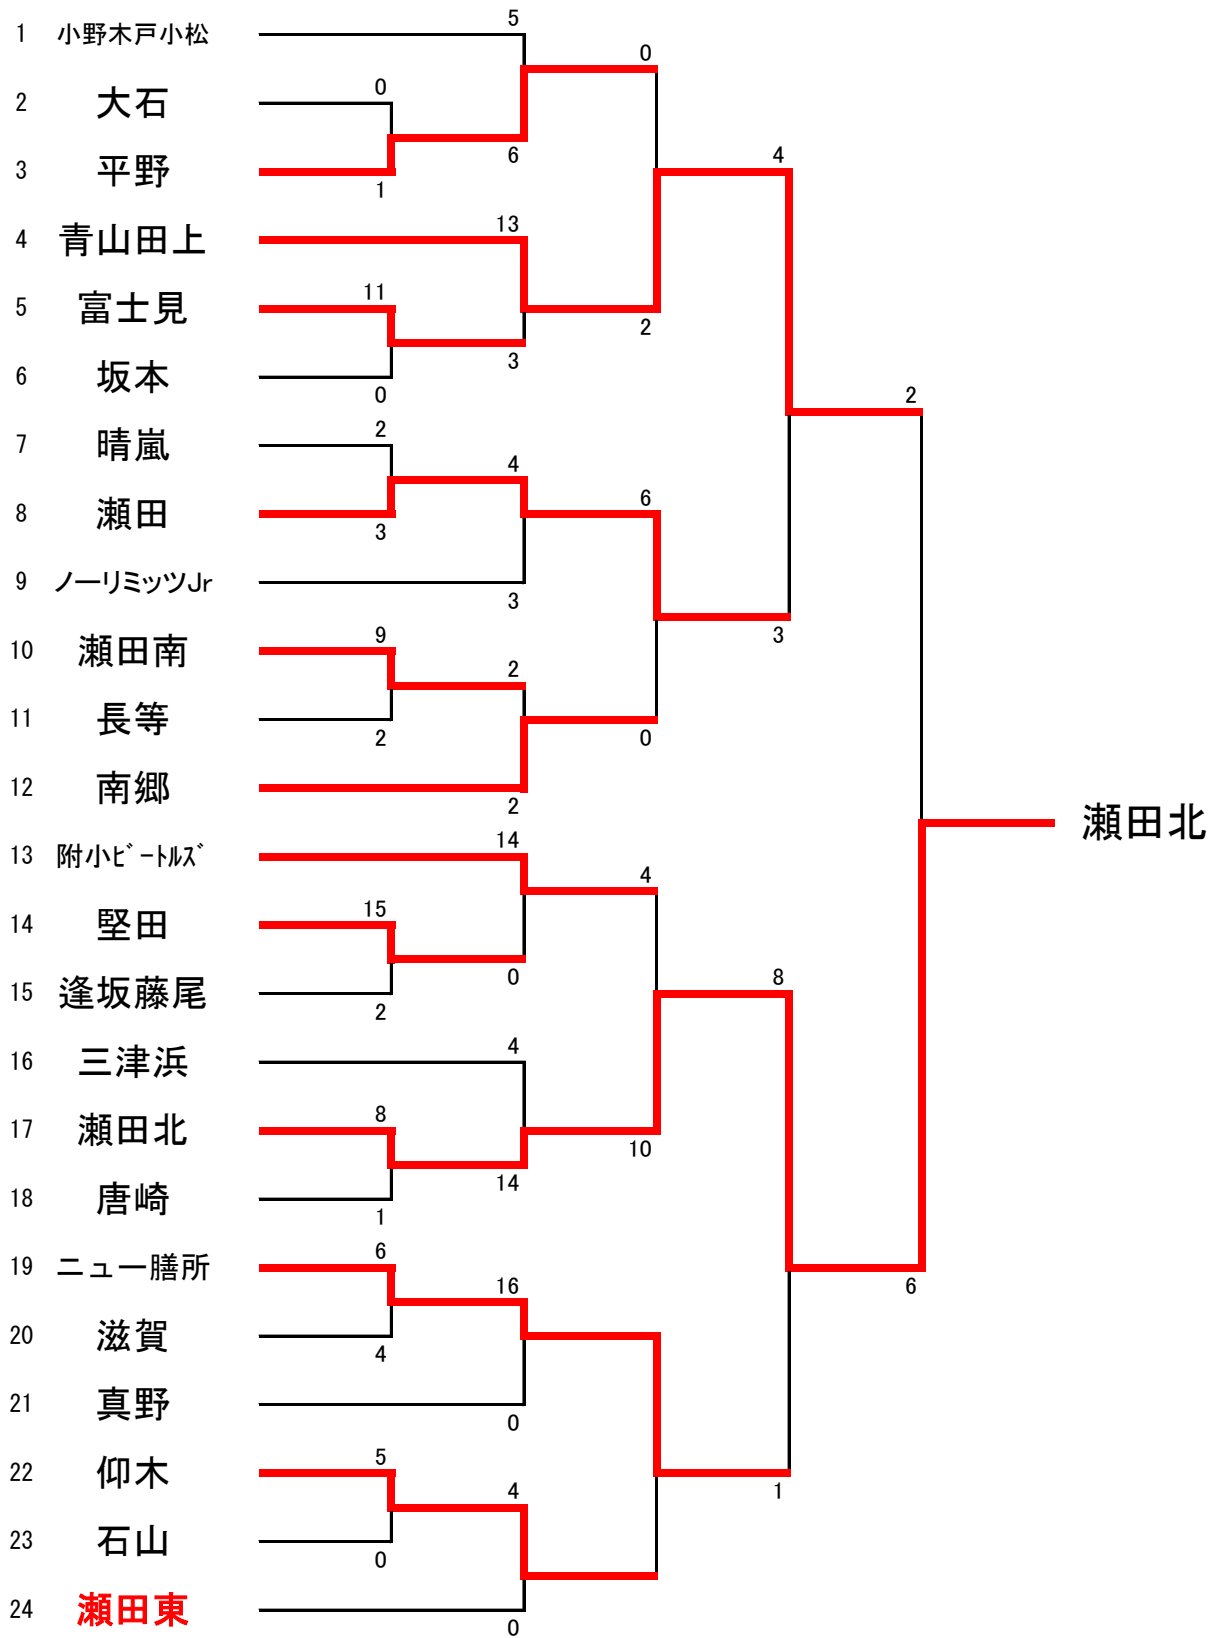 1 小野木戸小松 5
0
2 大石 0
3 平野 1 6 4
4 青山田上 13
5 富士見 11 2
6 坂本 0 3 2
7 晴嵐 2
8 瀬田 3 4 6
9 ノーリミッツJr 3
10 瀬田南 9 2 3
11 長等 2 0
12 南郷 2
瀬田北
13 附小ビートルズ 14 4
14 堅田 15
15 逢坂藤尾 2 0 8
16 三津浜 4
17 瀬田北 8 10
18 唐崎 1 14
19 ニュー膳所 6 16 6
20 滋賀 4
21 真野 0
22 仰木 5 4 1
23 石山 0
24 瀬田東 0